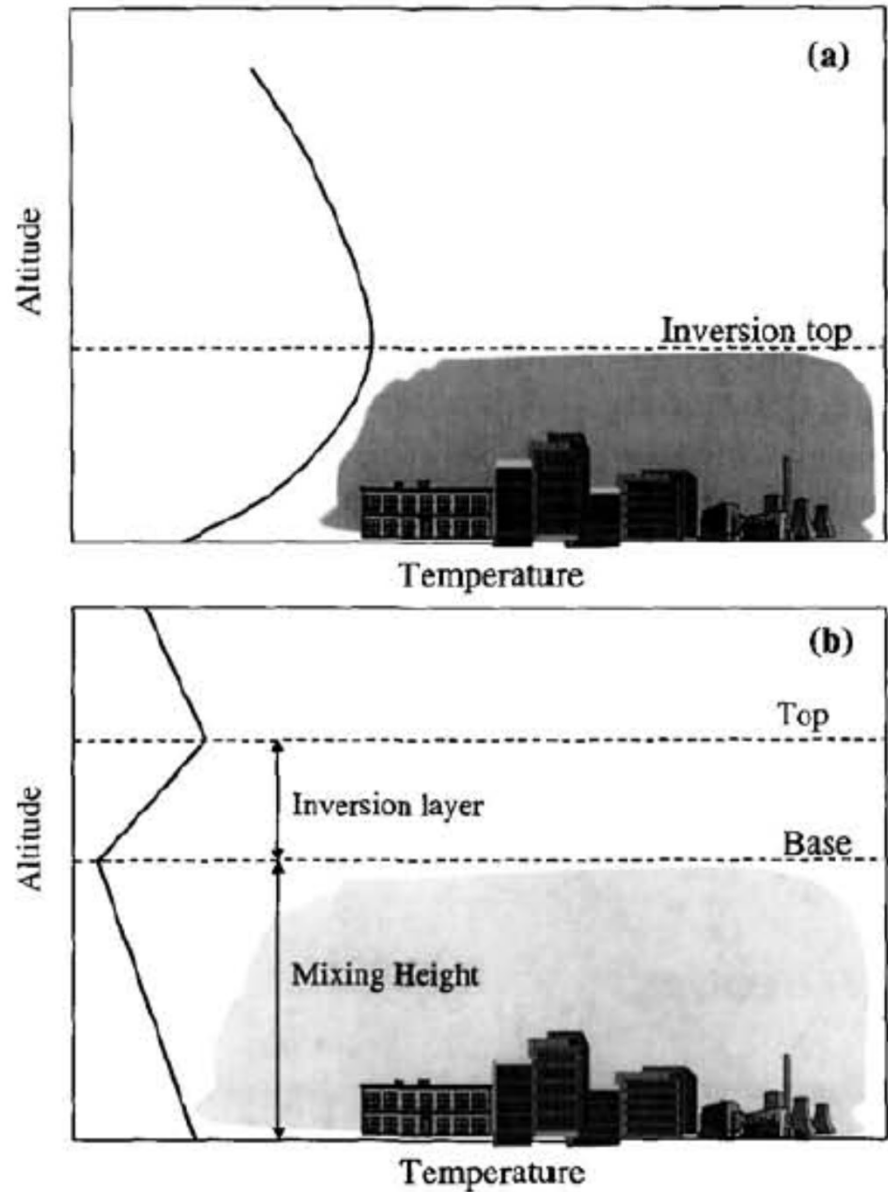 (a)
Altitude
Inversion top
Temperature
(b)
Top
Inversion layer
Altitude
Base
Mixing Height
Temperature